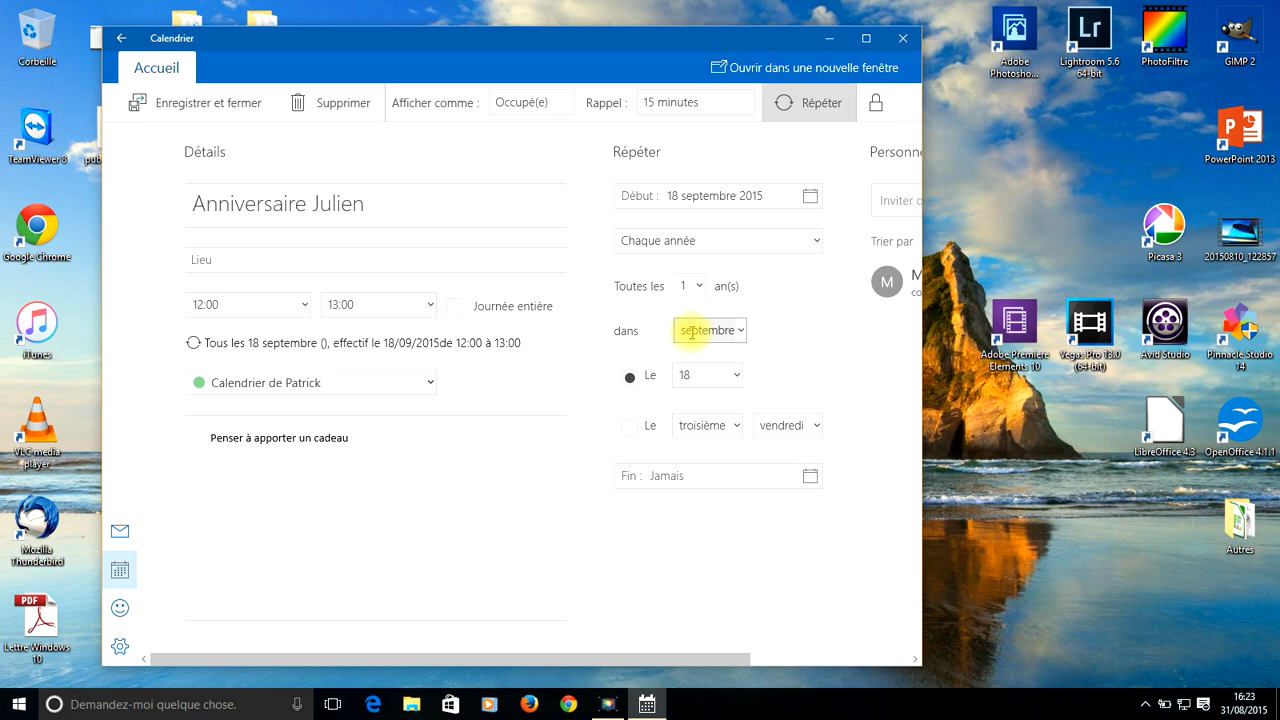 Corbeille
TeamViewer 8
Google Chrome
iTunes
VLC media player
Mozilla Thunderbird
Lettre Windows 10
Calendrier
Accueil
Ouvrir dans une nouvelle fenêtre
Enregistrer et fermer
Supprimer
Afficher comme :
Occupé(e)
Rappel :
15 minutes
Répéter
Détails
Anniversaire Julien
Lieu
12:00
13:00
Journée entière
Tous les 18 septembre (), effectif le 18/09/2015de 12:00 à 13:00
Calendrier de Patrick
Penser à apporter un cadeau
Répéter
Début : 18 septembre 2015
Chaque année
Toutes les 1 an(s)
dans septembre
Le 18
Le troisième vendredi
Fin : Jamais
Trier par
M
Adobe Photosho...
Lr
Lightroom 5.6 64-bit
PhotoFiltre
GIMP 2
PowerPoint 2013
Picasa 3
20150810_122857
Adobe Premiere Elements 10
Vegas Pro 13.0 (64-bit)
Avid Studio
Pinnacle Studio 14
LibreOffice 4.3
OpenOffice 4.1.1
Autres
PDF
Demandez-moi quelque chose.
16:23
31/08/2015